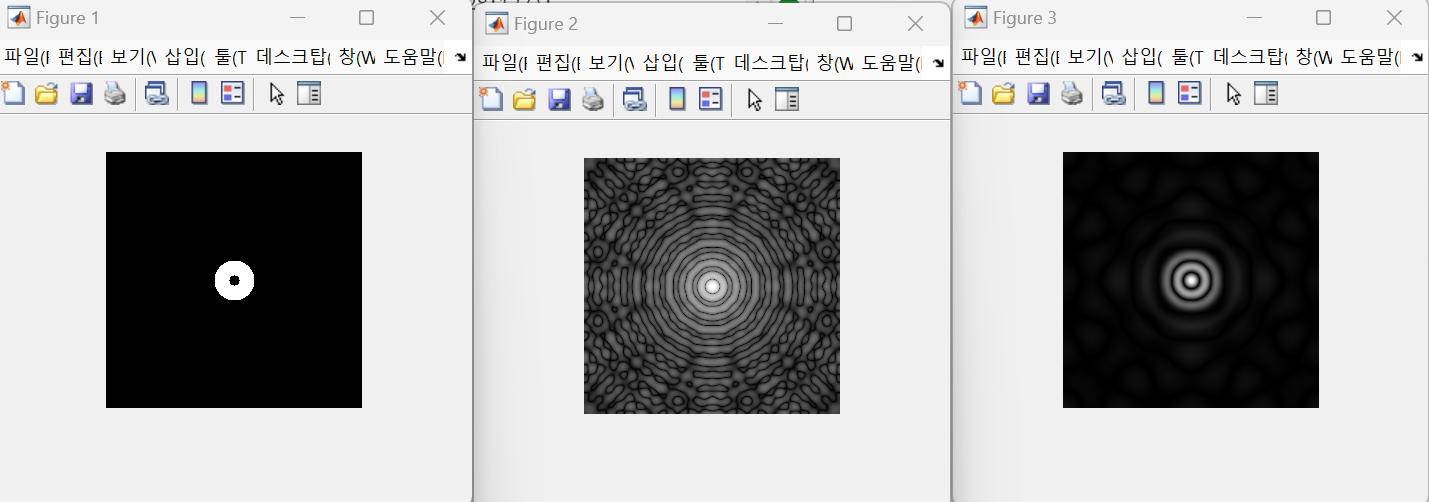 Figure 1
파일(F 편집(E 보기(V 삽입( 툴(T 데스크탑( 창(W 도움말(
Figure 2
파일(F 편집(E 보기(V 삽입( 툴(T 데스크탑( 창(W 도움말(
Figure 3
파일(F 편집(E 보기(V 삽입( 툴(T 데스크탑( 창(W 도움말(